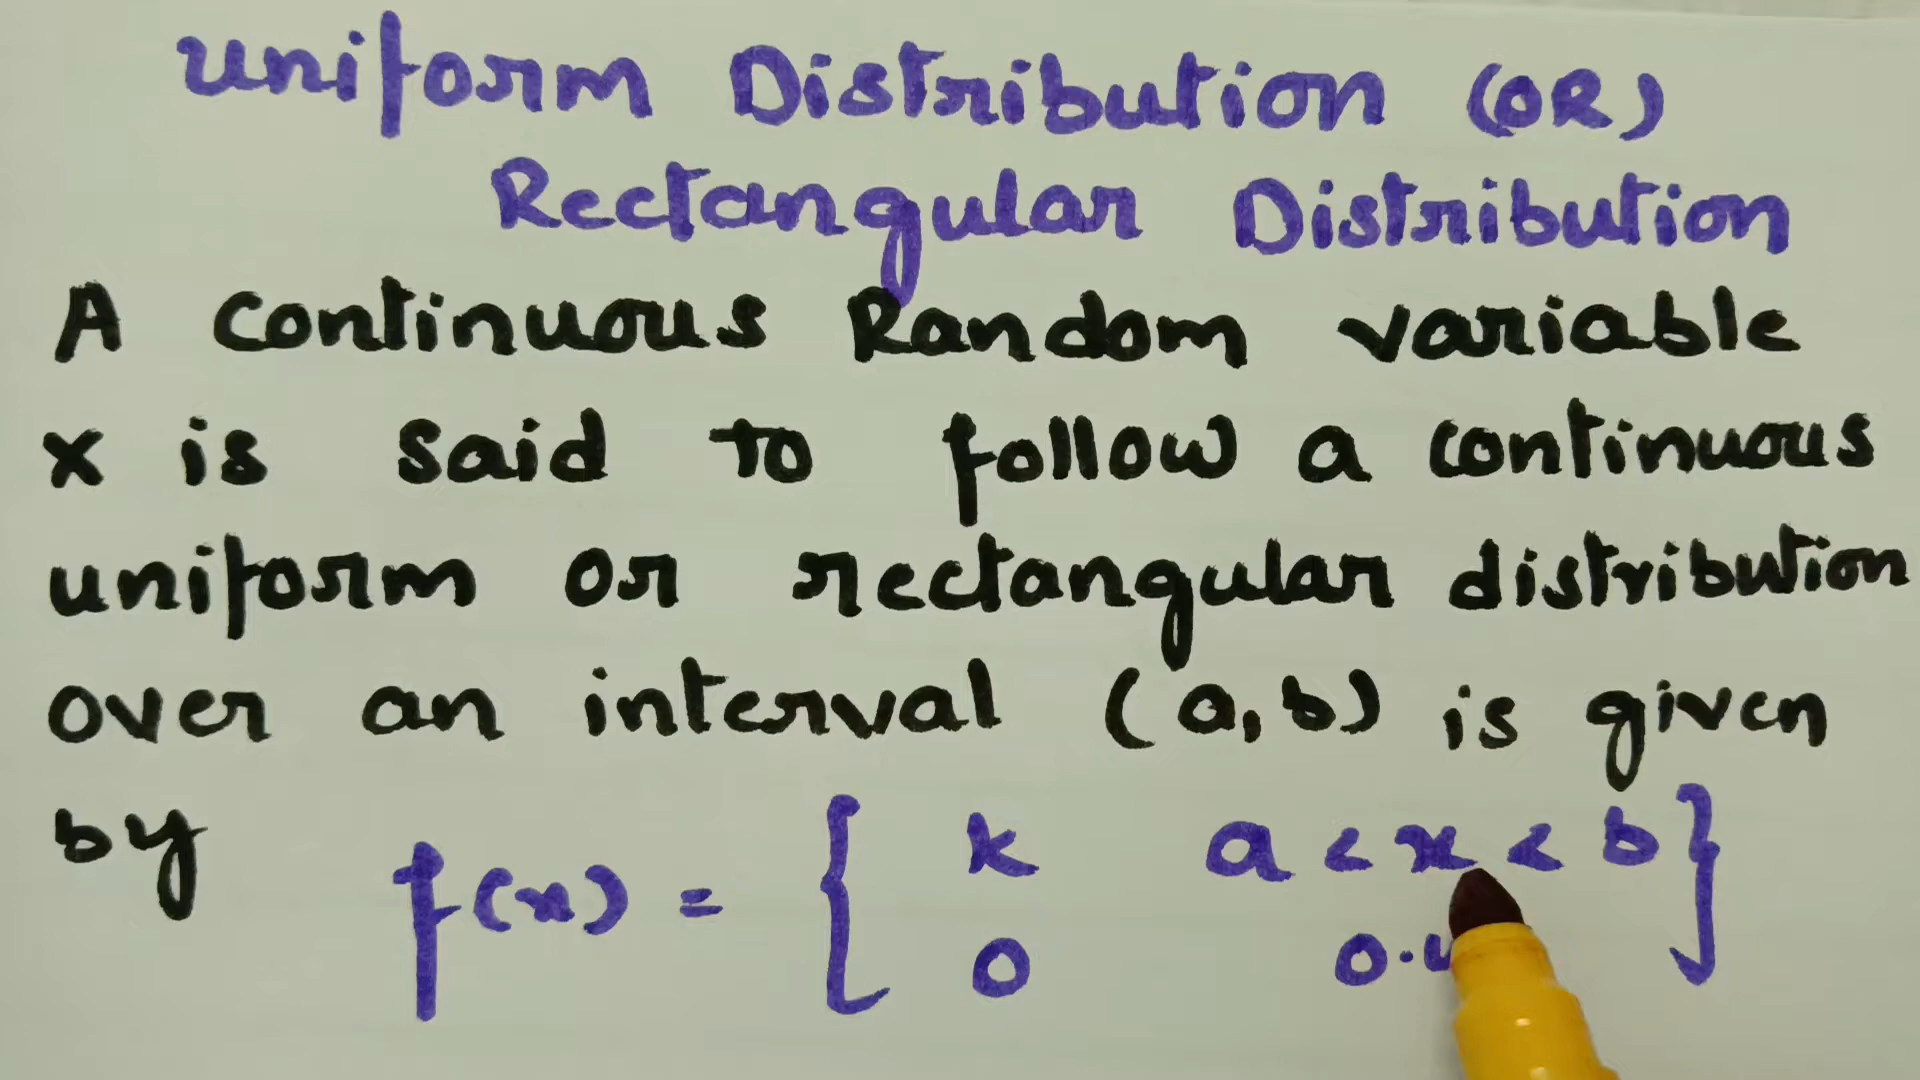 uniform Distribution (OR)
Rectangular Distribution
A continuous Random variable
x is said to follow a continuous
uniform or rectangular distribution
over an interval (a,b) is given
by f(x) = { k a < x < b }
0